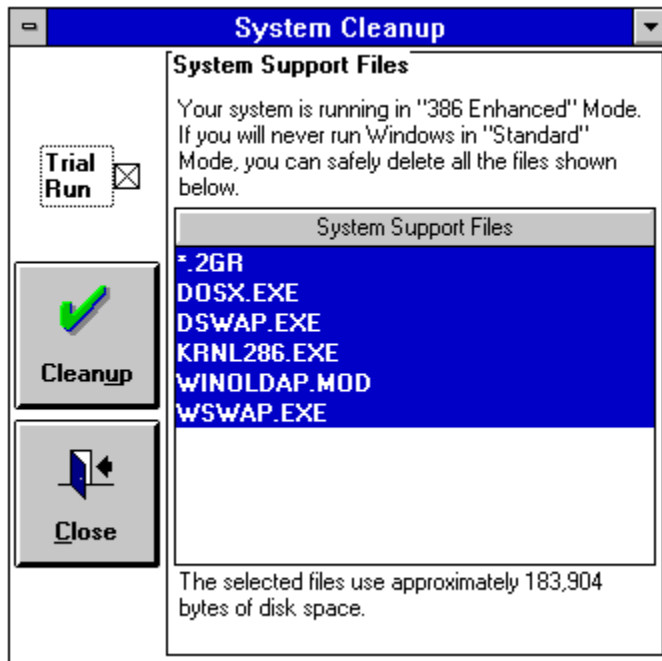 System Cleanup
System Support Files
Your system is running in "386 Enhanced" Mode.
If you will never run Windows in "Standard"
Mode, you can safely delete all the files shown
below.
Trial
Run
System Support Files
*.2GR
DOSX.EXE
DSWAP.EXE
KRNL286.EXE
WINOLDAP.MOD
WSWAP.EXE
Cleanup
Close
The selected files use approximately 183,904
bytes of disk space.